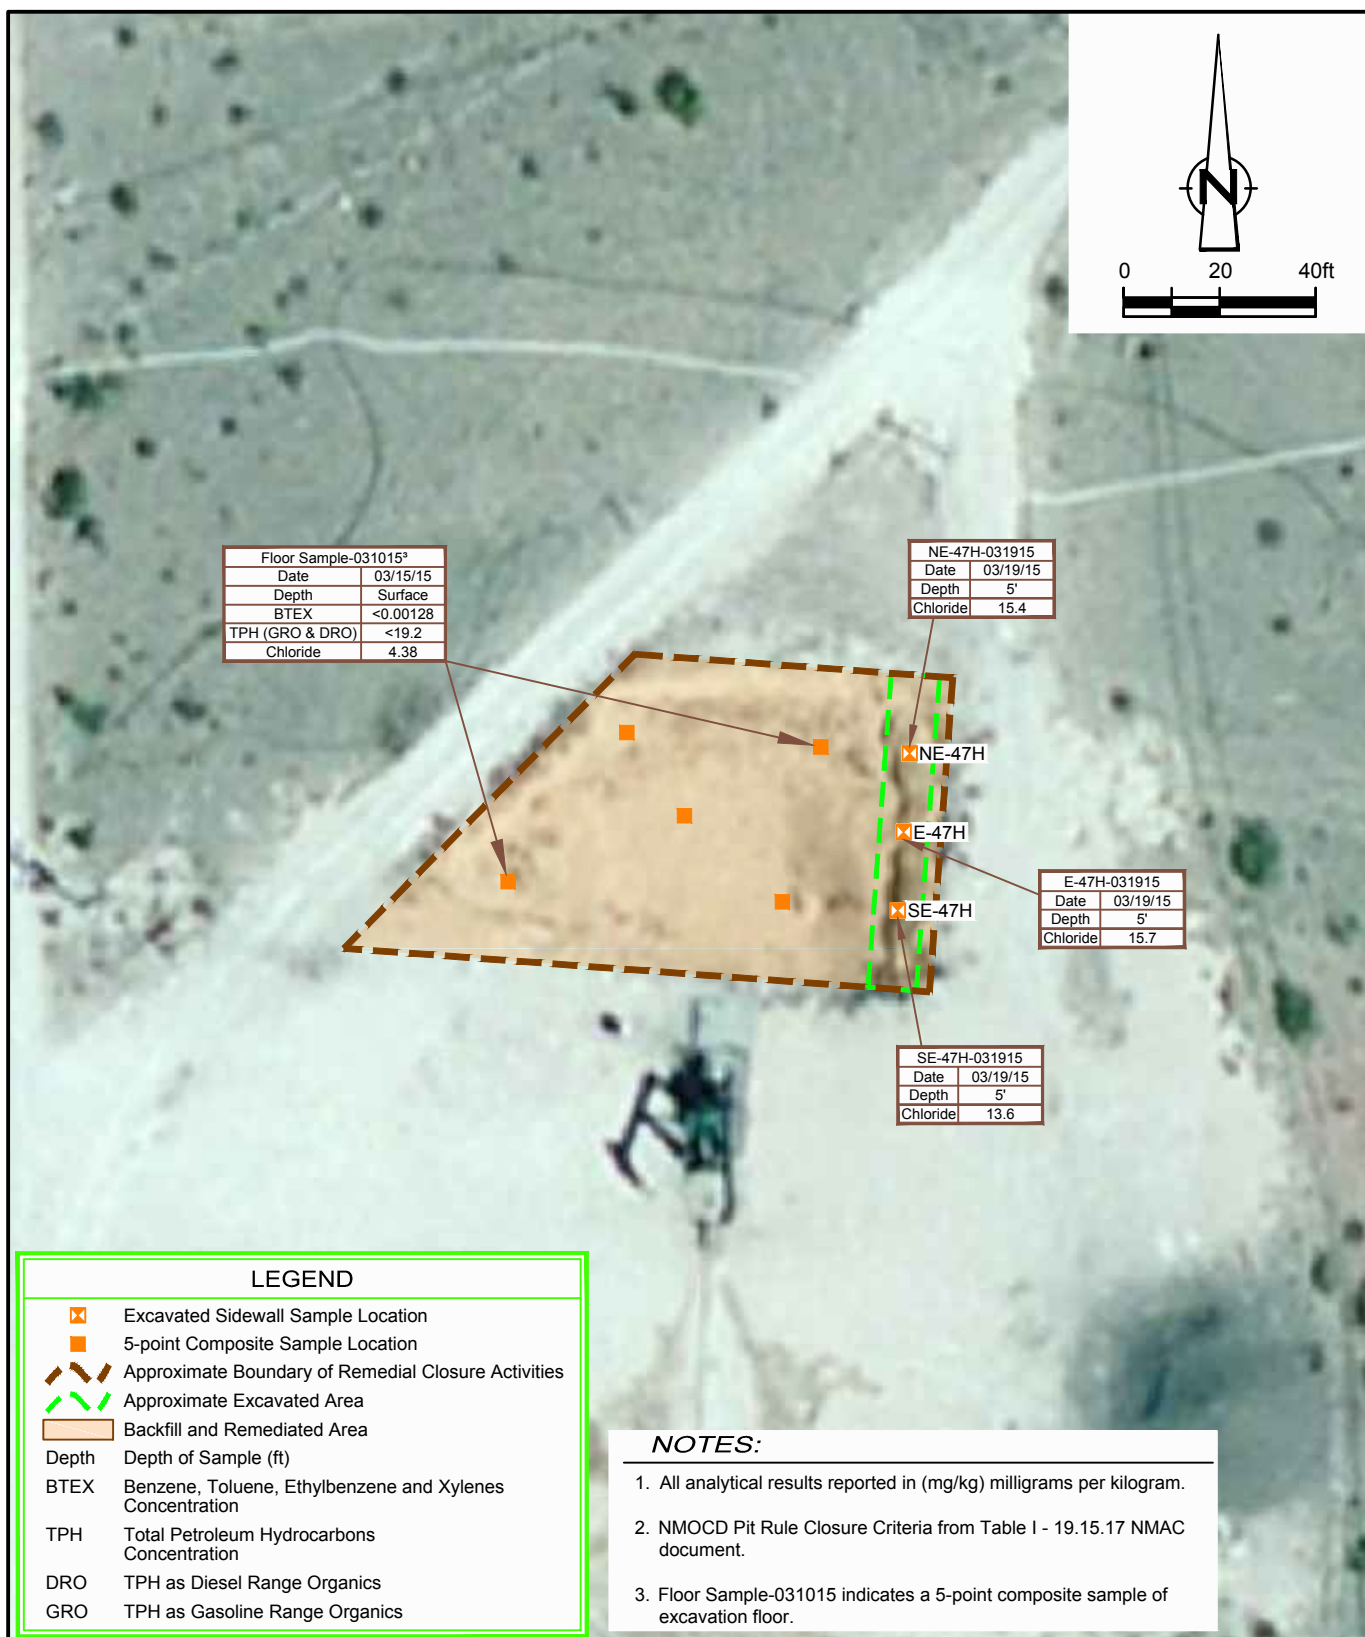 N
0 20 40ft
Floor Sample-031015³
Date 03/15/15
Depth Surface
BTEX <0.00128
TPH (GRO & DRO) <19.2
Chloride 4.38
NE-47H-031915
Date 03/19/15
Depth 5'
Chloride 15.4
NE-47H
E-47H
SE-47H
E-47H-031915
Date 03/19/15
Depth 5'
Chloride 15.7
SE-47H-031915
Date 03/19/15
Depth 5'
Chloride 13.6
LEGEND
Excavated Sidewall Sample Location
5-point Composite Sample Location
Approximate Boundary of Remedial Closure Activities
Approximate Excavated Area
Backfill and Remediated Area
Depth Depth of Sample (ft)
BTEX Benzene, Toluene, Ethylbenzene and Xylenes
Concentration
TPH Total Petroleum Hydrocarbons
Concentration
DRO TPH as Diesel Range Organics
GRO TPH as Gasoline Range Organics
NOTES:
1. All analytical results reported in (mg/kg) milligrams per kilogram.
2. NMOCD Pit Rule Closure Criteria from Table I - 19.15.17 NMAC
document.
3. Floor Sample-031015 indicates a 5-point composite sample of
excavation floor.